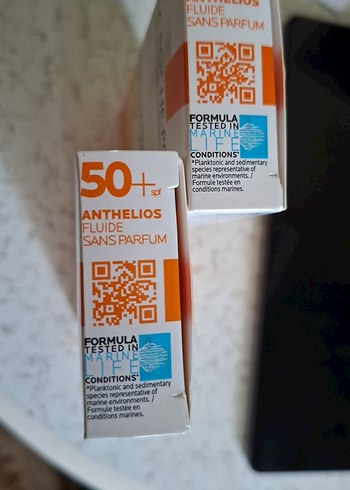 ANTHELIOS
FLUIDE
SANS PARFUM
FORMULA
TESTED IN
MARINE
LIFE
CONDITIONS*
*Planktonic and sedimentary
species representative of
marine environments. /
Formule testée en
conditions marines.
50+
spf
ANTHELIOS
FLUIDE
SANS PARFUM
FORMULA
TESTED IN
MARINE
LIFE
CONDITIONS*
*Planktonic and sedimentary
species representative of
marine environments. /
Formule testée en
conditions marines.